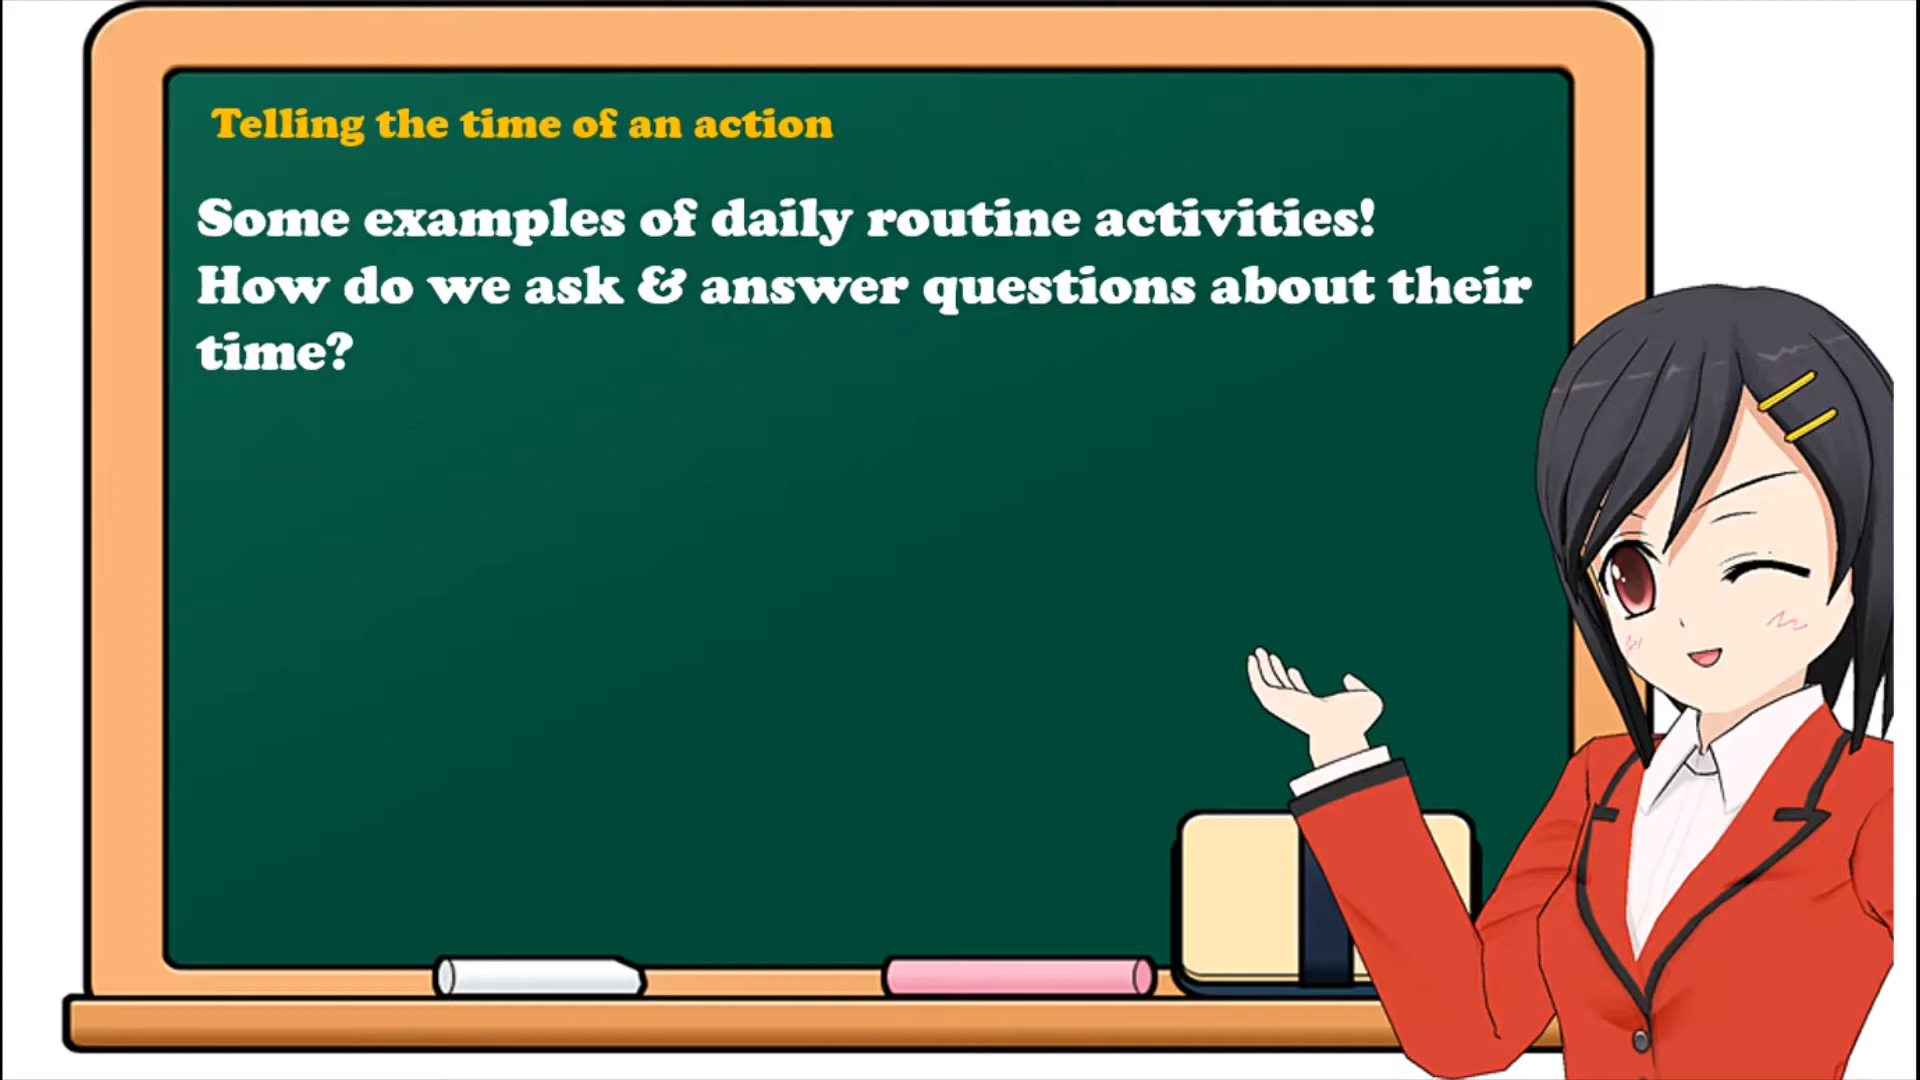 Telling the time of an action
Some examples of daily routine activities!
How do we ask & answer questions about their
time?